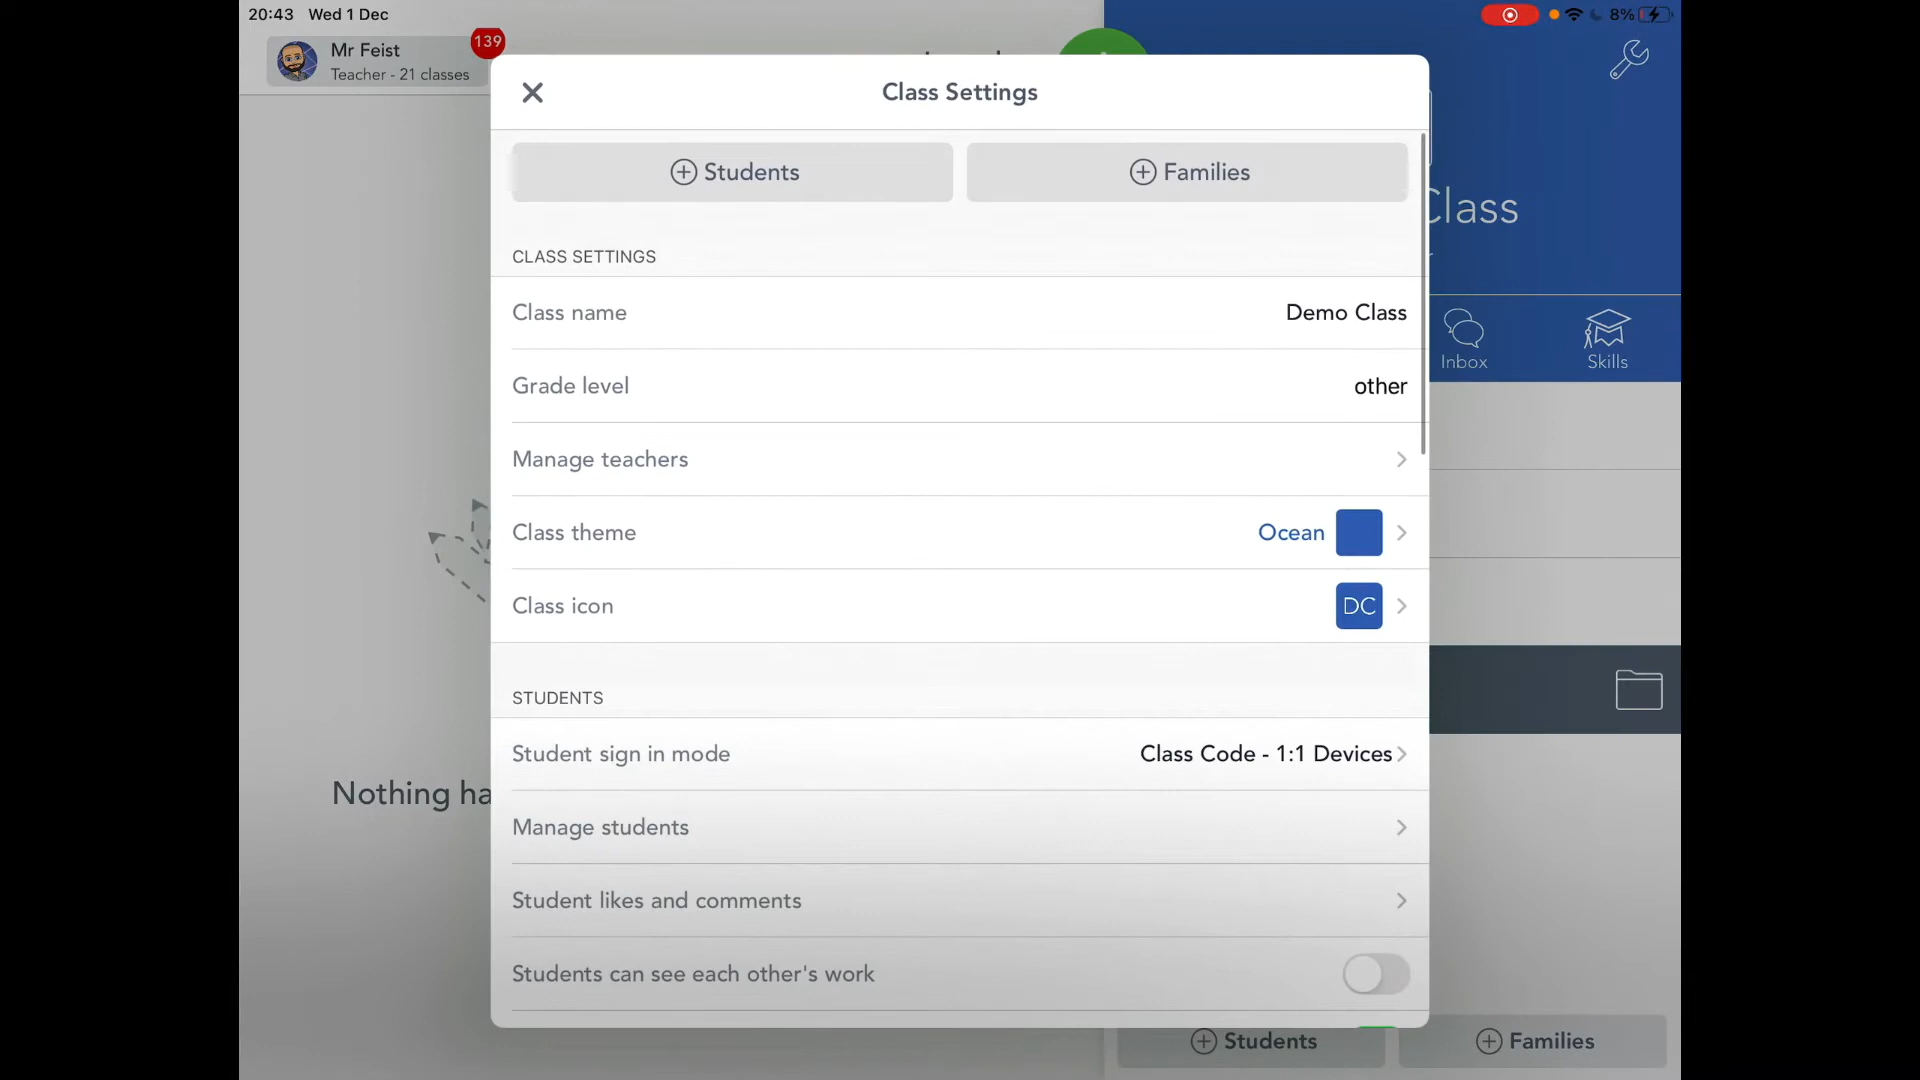 20:43 Wed 1 Dec
8%
Mr Feist
Teacher - 21 classes
139
Class Settings
Students
Families
CLASS SETTINGS
Class name
Demo Class
Grade level
other
Manage teachers
Class theme
Ocean
Class icon
DC
STUDENTS
Student sign in mode
Class Code - 1:1 Devices
Manage students
Student likes and comments
Students can see each other's work
Class
Inbox
Skills
Nothing ha
Students
Families